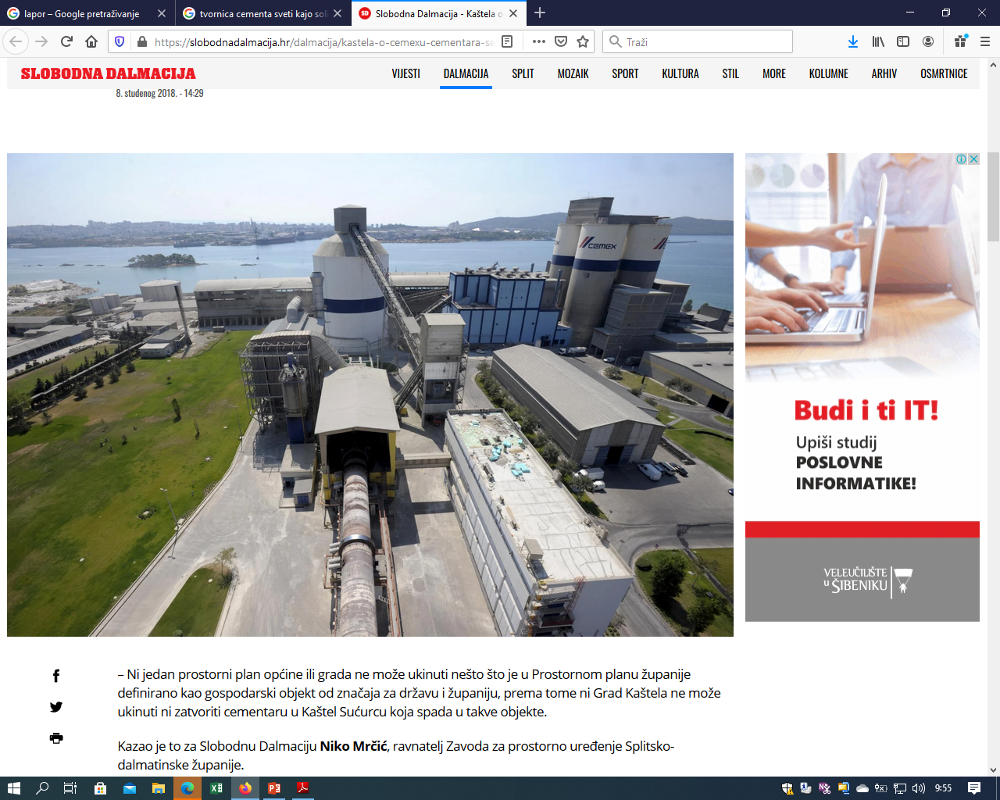 lapor – Google pretraživanje
tvornica cementa sveti kajo sol
Slobodna Dalmacija - Kaštela o
https://slobodnadalmacija.hr/dalmacija/kastela-o-cemexu-cementara-se
Traži
SLOBODNA DALMACIJA
VIJESTI DALMACIJA SPLIT MOZAIK SPORT KULTURA STIL MORE KOLUMNE ARHIV OSMRTNICE
8. studenog 2018. - 14:29
CEMEX
Budi i ti IT!
Upiši studij
POSLOVNE
INFORMATIKE!
VELEUČILIŠTE
U ŠIBENIKU
– Ni jedan prostorni plan općine ili grada ne može ukinuti nešto što je u Prostornom planu županije
definirano kao gospodarski objekt od značaja za državu i županiju, prema tome ni Grad Kaštela ne može
ukinuti ni zatvoriti cementaru u Kaštel Sućurcu koja spada u takve objekte.
Kazao je to za Slobodnu Dalmaciju Niko Mrčić, ravnatelj Zavoda za prostorno uređenje Splitsko-
dalmatinske županije.
9:55